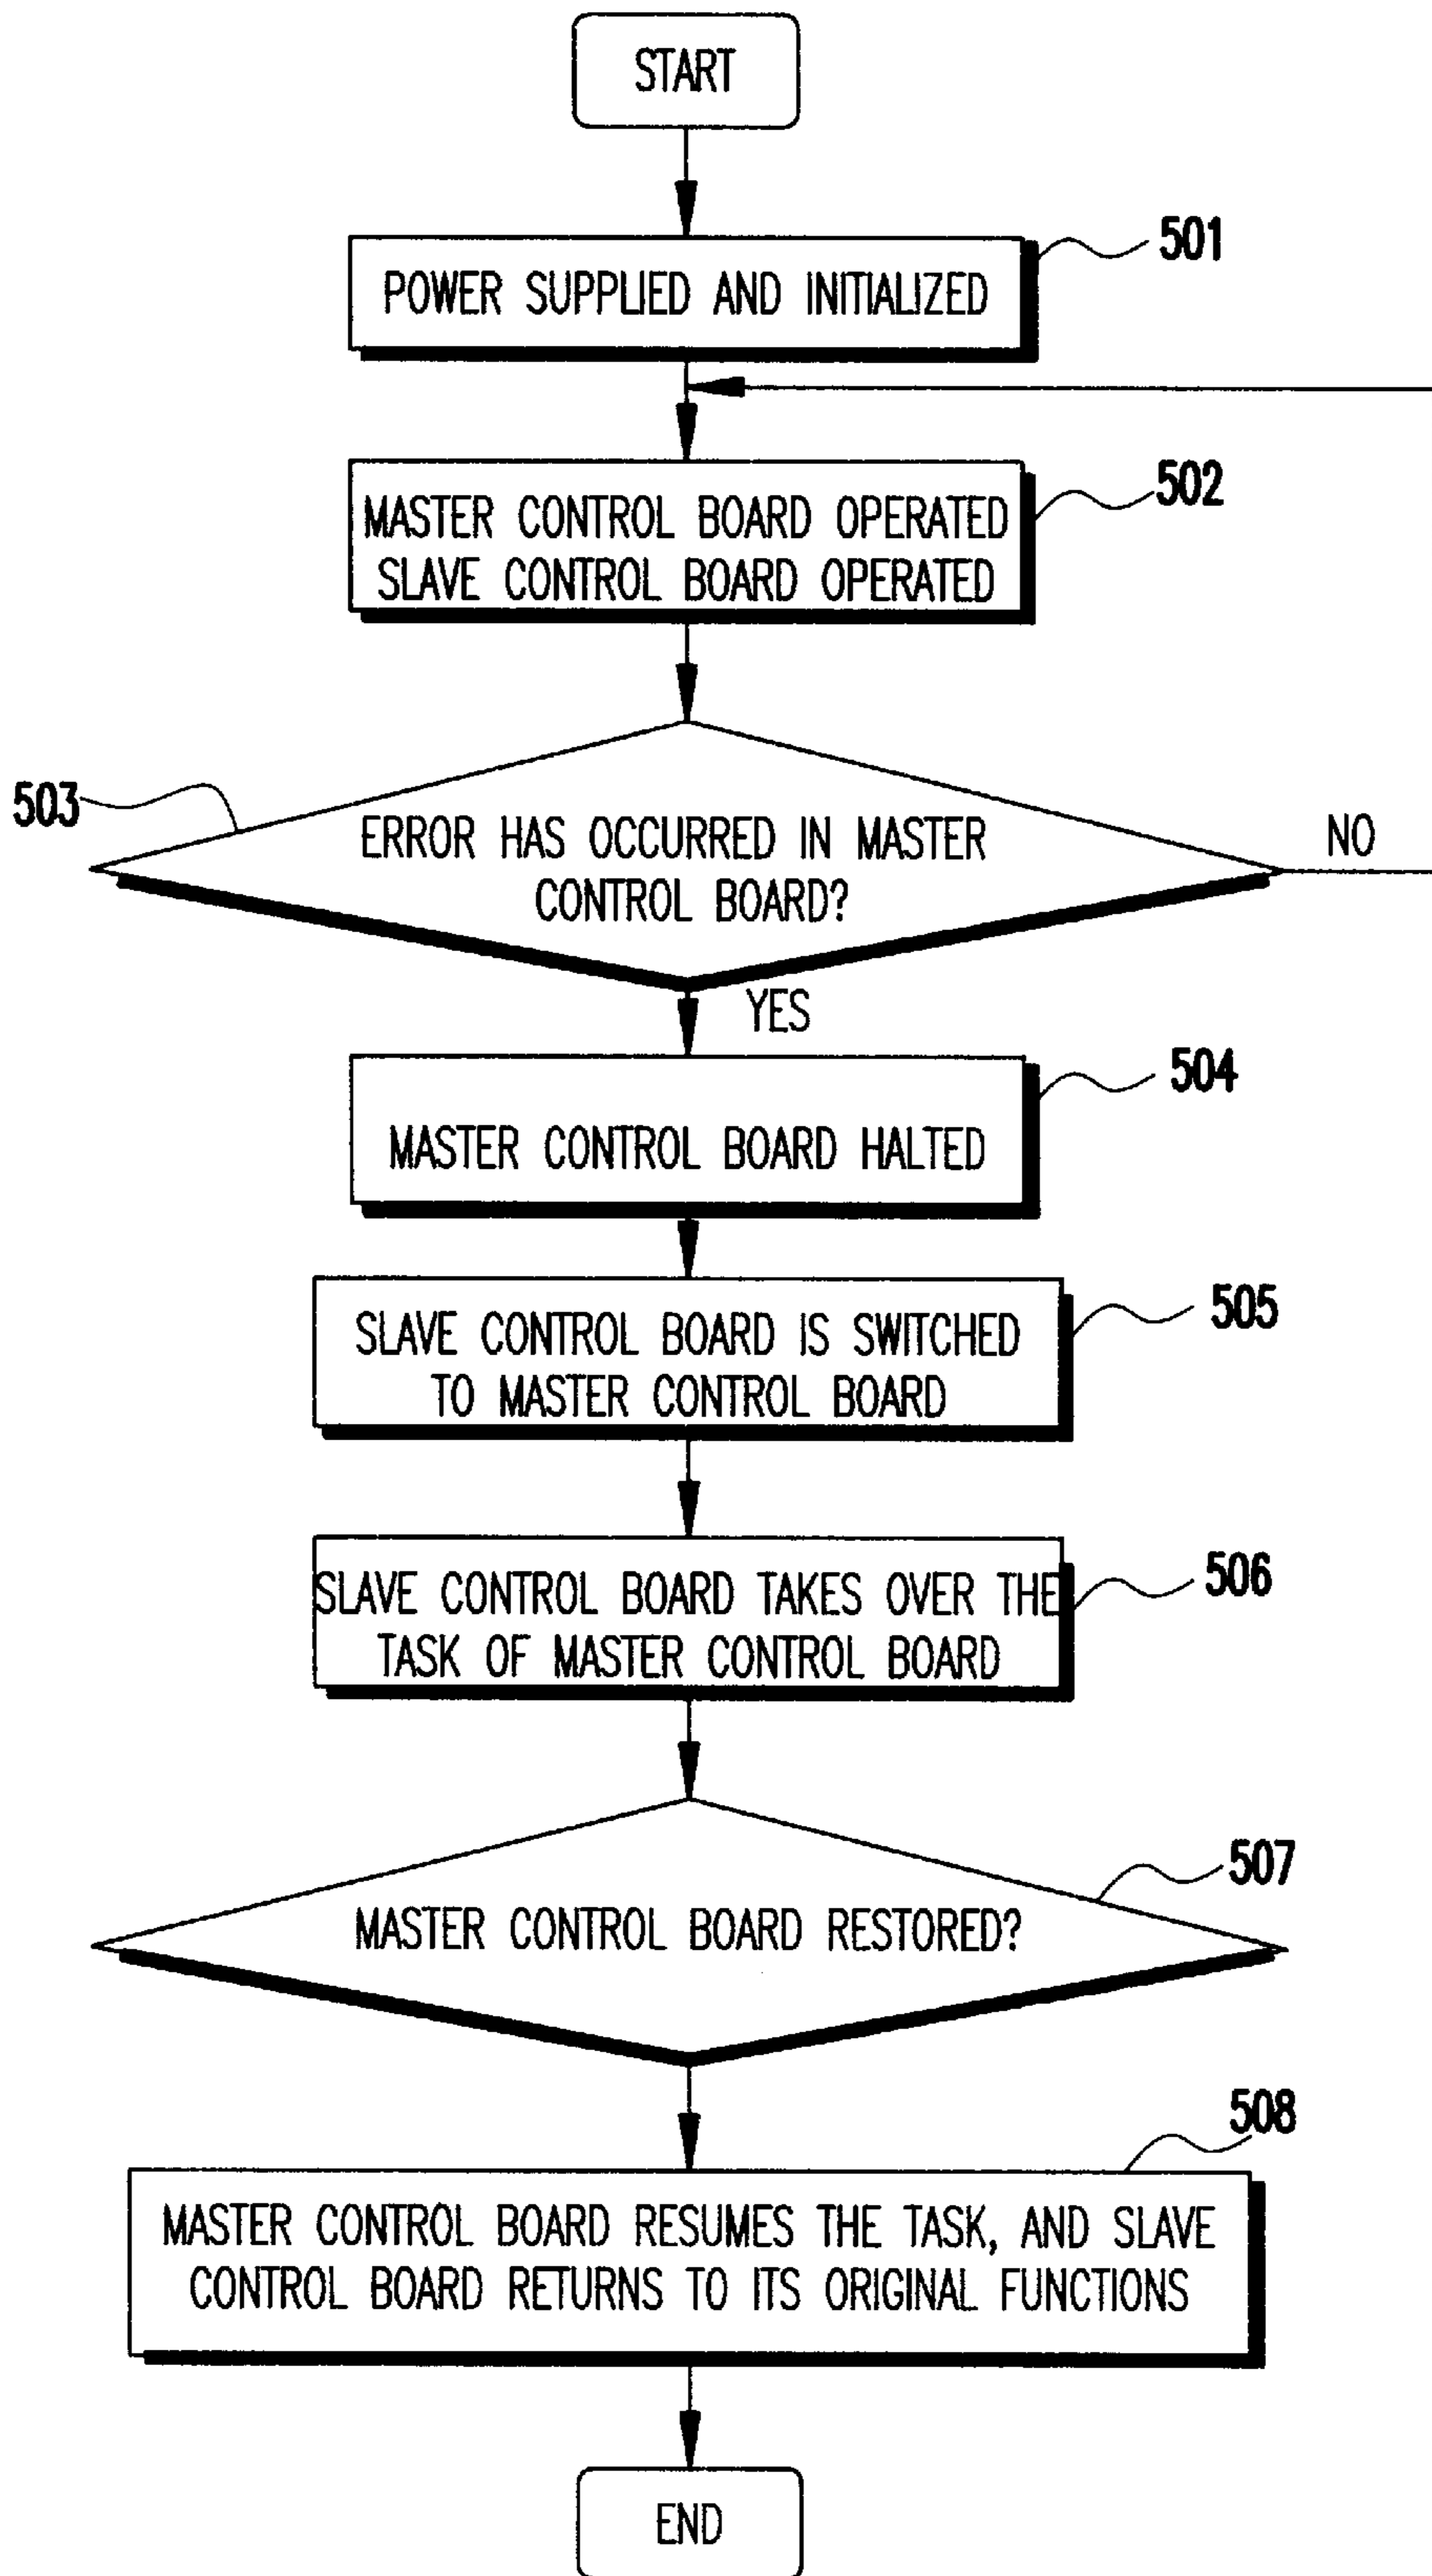 START
501
POWER SUPPLIED AND INITIALIZED
502
MASTER CONTROL BOARD OPERATED
SLAVE CONTROL BOARD OPERATED
503
ERROR HAS OCCURRED IN MASTER
CONTROL BOARD?
NO
YES
504
MASTER CONTROL BOARD HALTED
505
SLAVE CONTROL BOARD IS SWITCHED
TO MASTER CONTROL BOARD
506
SLAVE CONTROL BOARD TAKES OVER THE
TASK OF MASTER CONTROL BOARD
507
MASTER CONTROL BOARD RESTORED?
508
MASTER CONTROL BOARD RESUMES THE TASK, AND SLAVE
CONTROL BOARD RETURNS TO ITS ORIGINAL FUNCTIONS
END